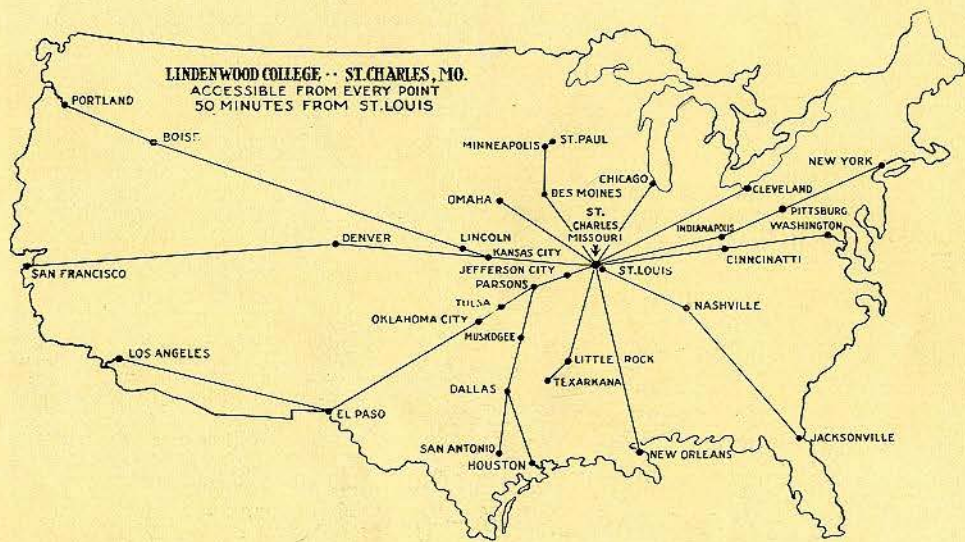 LINDENWOOD COLLEGE ·· ST. CHARLES, MO.
ACCESSIBLE FROM EVERY POINT
50 MINUTES FROM ST. LOUIS
PORTLAND
BOISE
MINNEAPOLIS
ST. PAUL
NEW YORK
CHICAGO
CLEVELAND
OMAHA
DES MOINES
PITTSBURG
ST.
CHARLES
MISSOURI
INDIANAPOLIS
WASHINGTON
DENVER
LINCOLN
KANSAS CITY
CINNCINATTI
SAN FRANCISCO
JEFFERSON CITY
ST. LOUIS
PARSONS
TULSA
NASHVILLE
OKLAHOMA CITY
MUSKOGEE
LOS ANGELES
LITTLE ROCK
TEXARKANA
DALLAS
EL PASO
JACKSONVILLE
SAN ANTONIO
NEW ORLEANS
HOUSTON